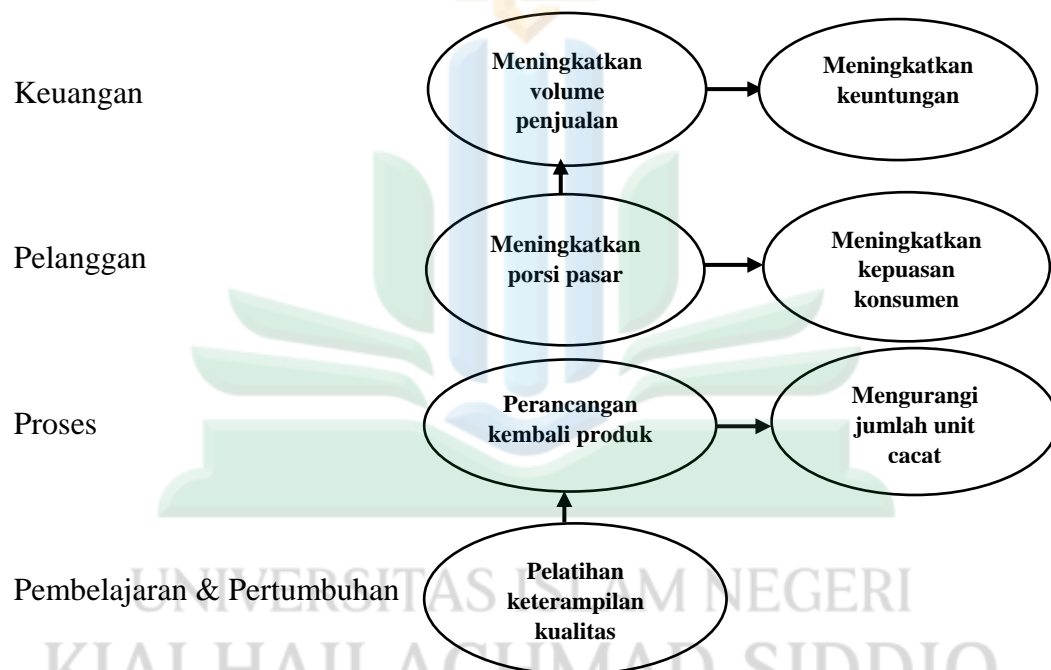 Keuangan
Meningkatkan
volume
penjualan
Meningkatkan
keuntungan
Pelanggan
Meningkatkan
porsi pasar
Meningkatkan
kepuasan
konsumen
Proses
Perancangan
kembali produk
Mengurangi
jumlah unit
cacat
Pembelajaran & Pertumbuhan
Pelatihan
keterampilan
kualitas
UNIVERSITAS ISLAM NEGERI
KIAI HAJI ACHMAD SIDDIQ